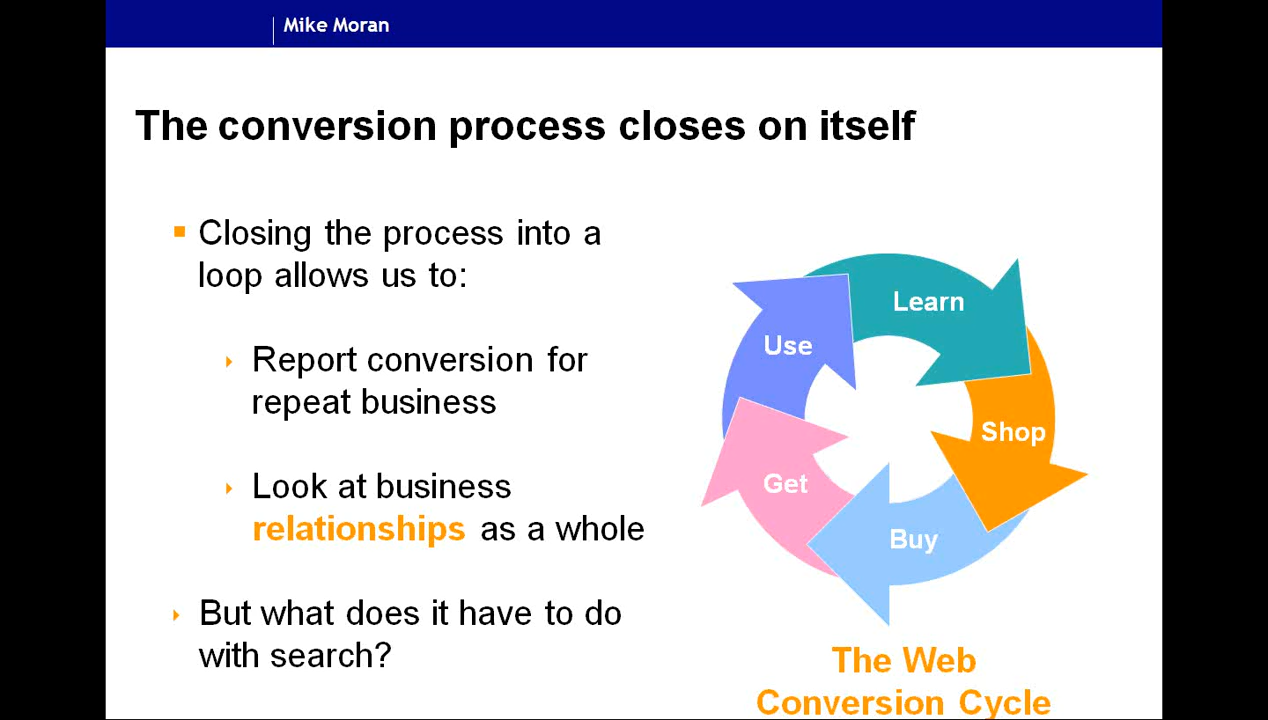 Mike Moran
The conversion process closes on itself
Closing the process into a
loop allows us to:
Report conversion for
repeat business
Look at business
relationships as a whole
But what does it have to do
with search?
Learn
Shop
Buy
Get
Use
The Web
Conversion Cycle